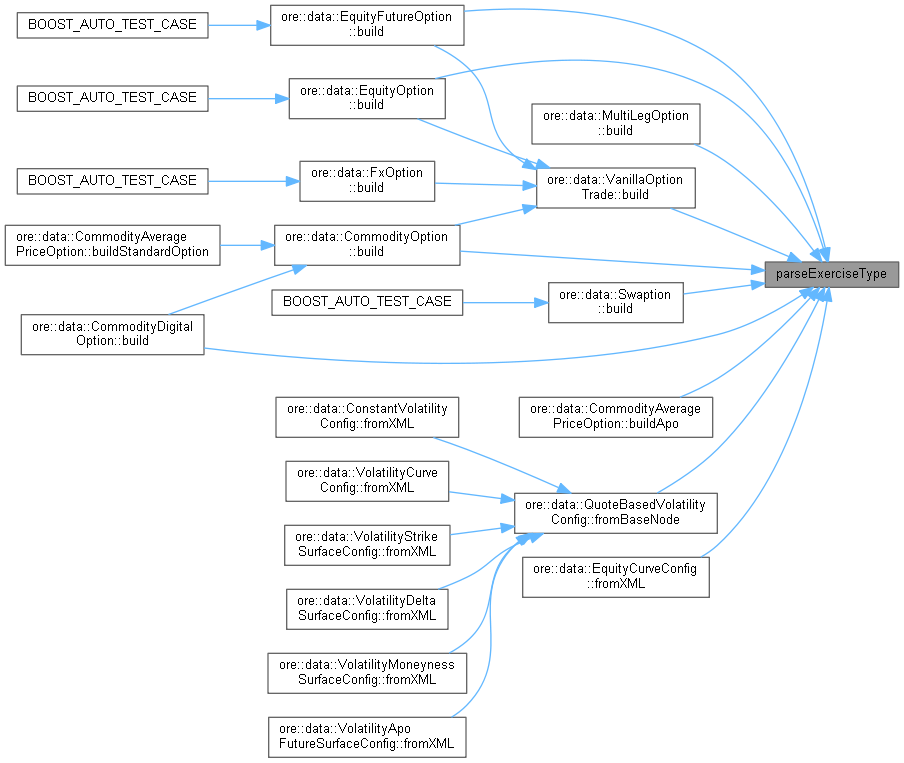 BOOST_AUTO_TEST_CASE
ore::data::EquityFutureOption
::build
BOOST_AUTO_TEST_CASE
ore::data::EquityOption
::build
ore::data::MultiLegOption
::build
BOOST_AUTO_TEST_CASE
ore::data::FxOption
::build
ore::data::VanillaOption
Trade::build
ore::data::CommodityAverage
PriceOption::buildStandardOption
ore::data::CommodityOption
::build
parseExerciseType
BOOST_AUTO_TEST_CASE
ore::data::Swaption
::build
ore::data::CommodityDigital
Option::build
ore::data::ConstantVolatility
Config::fromXML
ore::data::CommodityAverage
PriceOption::buildApo
ore::data::VolatilityCurve
Config::fromXML
ore::data::QuoteBasedVolatility
Config::fromBaseNode
ore::data::VolatilityStrike
SurfaceConfig::fromXML
ore::data::EquityCurveConfig
::fromXML
ore::data::VolatilityDelta
SurfaceConfig::fromXML
ore::data::VolatilityMoneyness
SurfaceConfig::fromXML
ore::data::VolatilityApo
FutureSurfaceConfig::fromXML